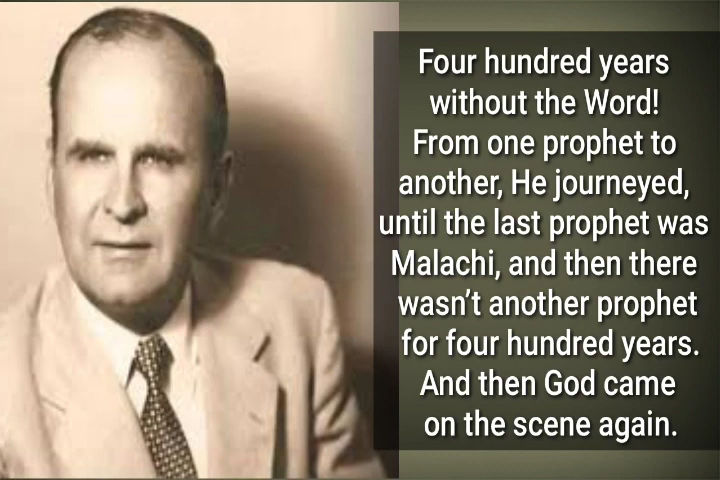 Four hundred years
without the Word!
From one prophet to
another, He journeyed,
until the last prophet was
Malachi, and then there
wasn’t another prophet
for four hundred years.
And then God came
on the scene again.